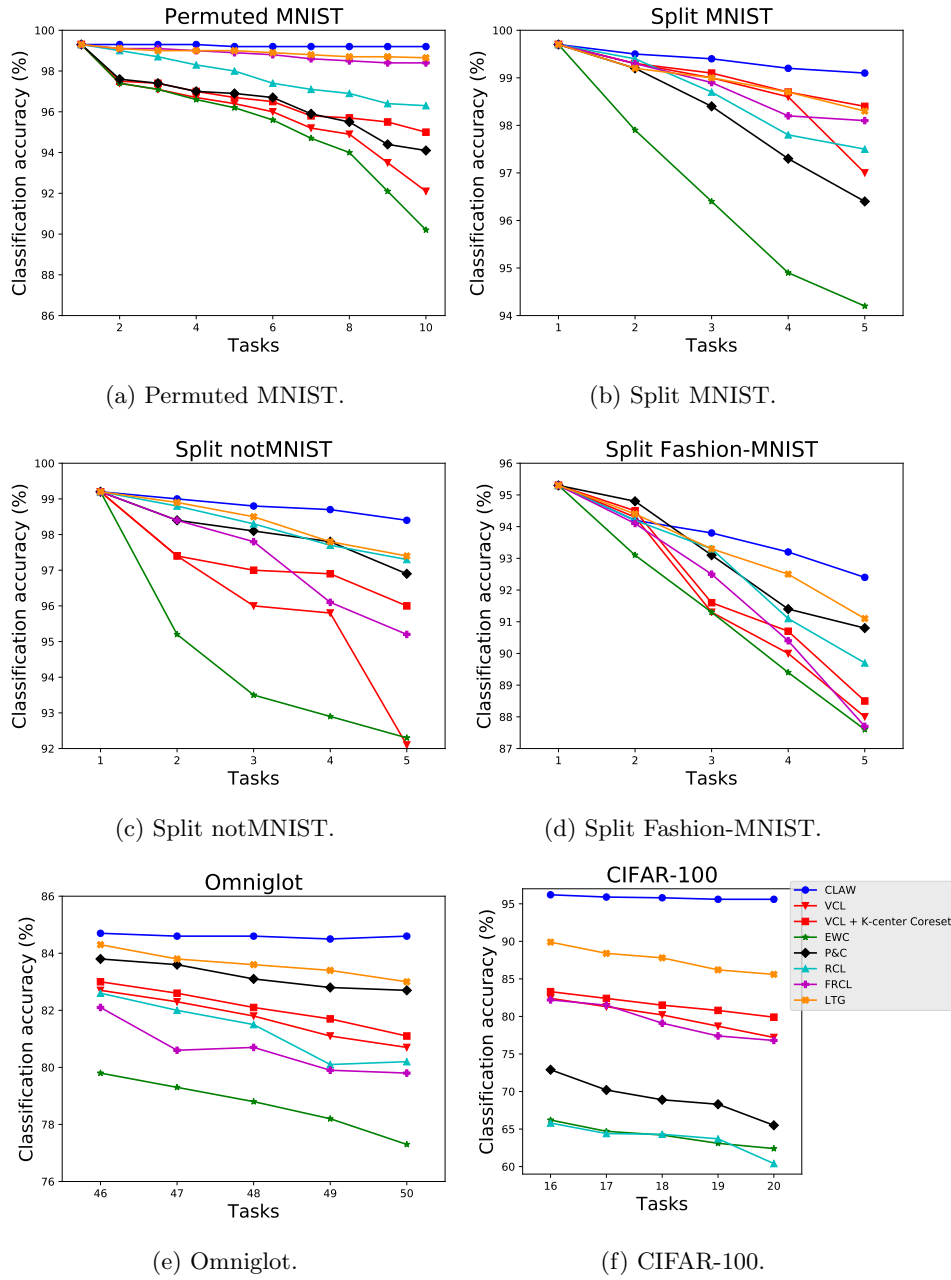 Permuted MNIST
Classification accuracy (%)
100
98
96
94
92
90
88
86
2
4
6
8
10
Tasks
(a) Permuted MNIST.
Split MNIST
Classification accuracy (%)
100
99
98
97
96
95
94
1
2
3
4
5
Tasks
(b) Split MNIST.
Split notMNIST
Classification accuracy (%)
100
99
98
97
96
95
94
93
92
1
2
3
4
5
Tasks
(c) Split notMNIST.
Split Fashion-MNIST
Classification accuracy (%)
96
95
94
93
92
91
90
89
88
87
1
2
3
4
5
Tasks
(d) Split Fashion-MNIST.
Omniglot
Classification accuracy (%)
86
84
82
80
78
76
46
47
48
49
50
Tasks
(e) Omniglot.
CIFAR-100
Classification accuracy (%)
95
90
85
80
75
70
65
60
16
17
18
19
20
Tasks
CLAW
VCL
VCL + K-center Coreset
EWC
P&C
RCL
FRCL
LTG
(f) CIFAR-100.